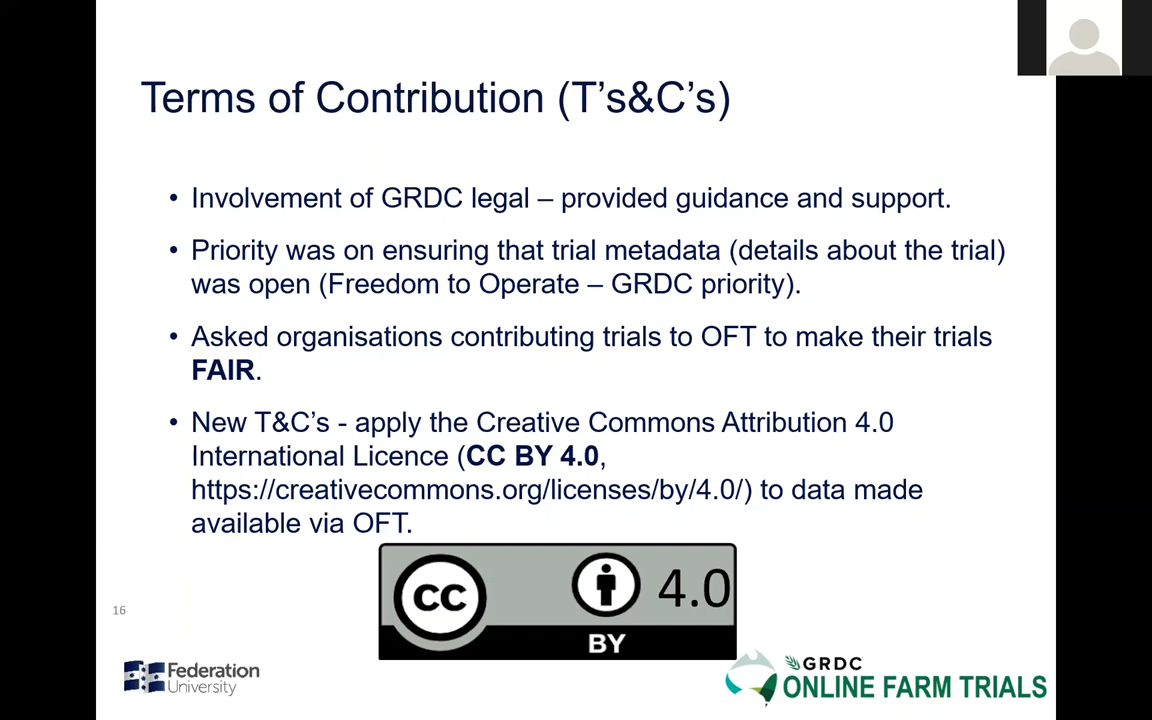 Terms of Contribution (T’s&C’s)
• Involvement of GRDC legal – provided guidance and support.
• Priority was on ensuring that trial metadata (details about the trial)
was open (Freedom to Operate – GRDC priority).
• Asked organisations contributing trials to OFT to make their trials
FAIR.
• New T&C’s - apply the Creative Commons Attribution 4.0
International Licence (CC BY 4.0,
https://creativecommons.org/licenses/by/4.0/) to data made
available via OFT.
cc 4.0
BY
16
Federation
University
GRDC
ONLINE FARM TRIALS